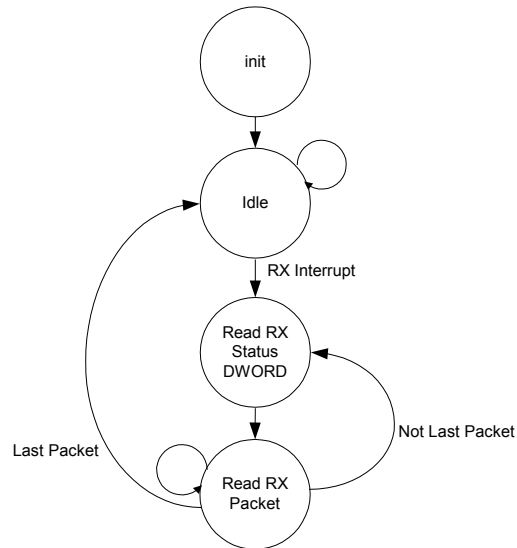 init
Idle
RX Interrupt
Read RX
Status
DWORD
Not Last Packet
Last Packet
Read RX
Packet